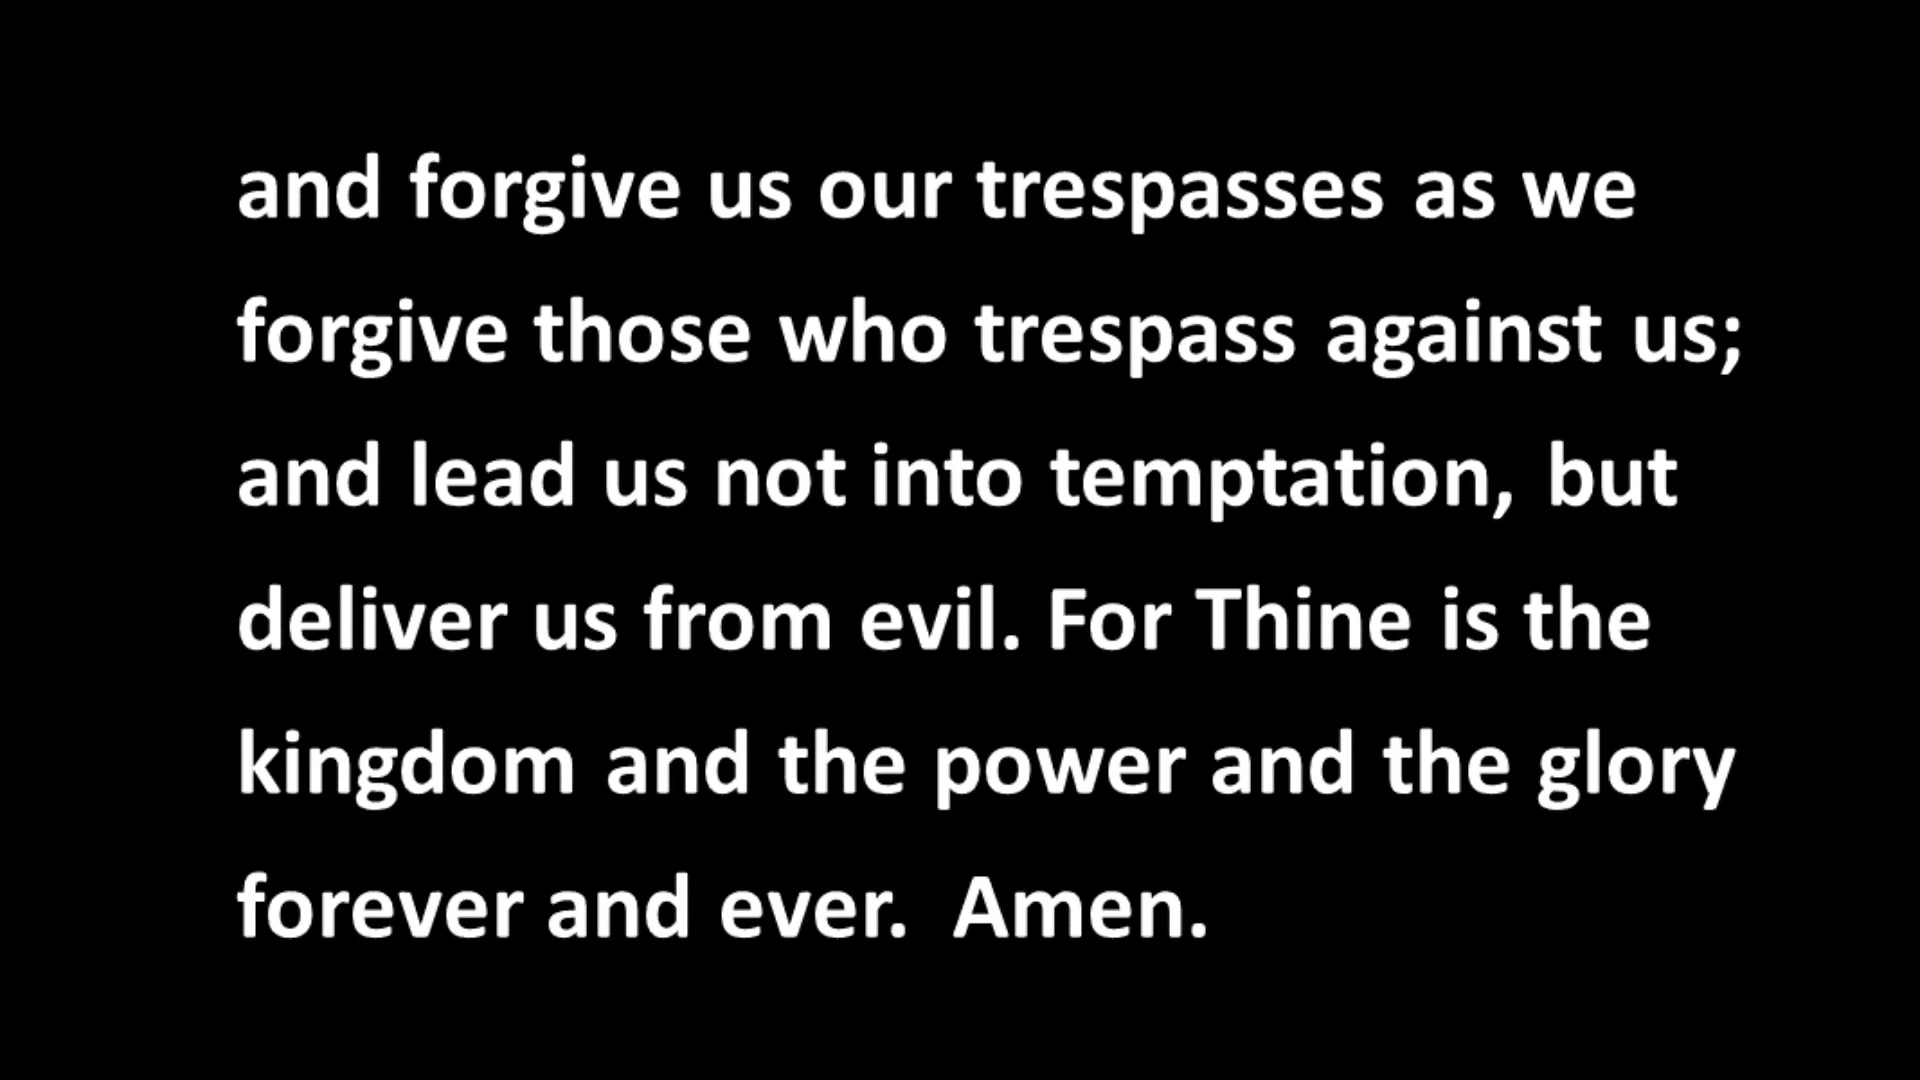 and forgive us our trespasses as we
forgive those who trespass against us;
and lead us not into temptation, but
deliver us from evil. For Thine is the
kingdom and the power and the glory
forever and ever.  Amen.